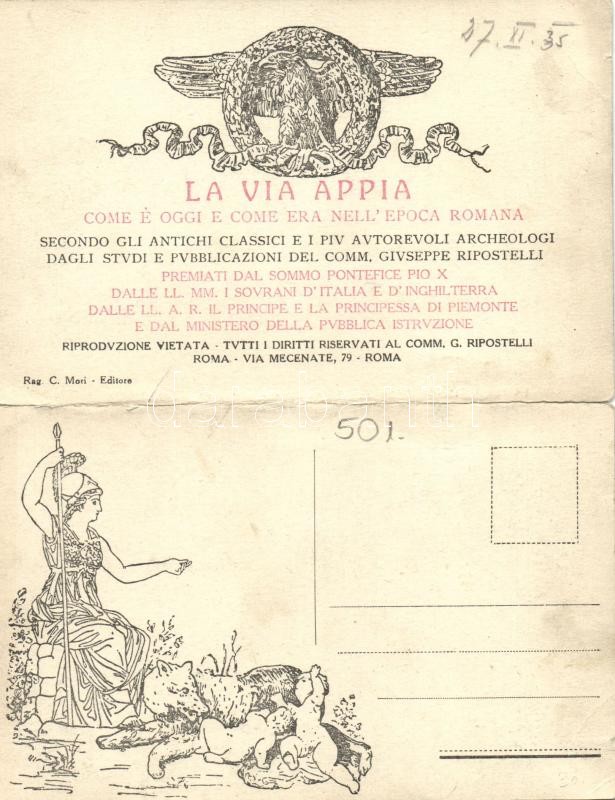 27. XI. 35
LA VIA APPIA
COME È OGGI E COME ERA NELL'EPOCA ROMANA
SECONDO GLI ANTICHI CLASSICI E I PIV AVTOREVOLI ARCHEOLOGI
DAGLI STVDI E PVBBLICAZIONI DEL COMM. GIVSEPPE RIPOSTELLI
PREMIATI DAL SOMMO PONTEFICE PIO X
DALLE LL. MM. I SOVRANI D'ITALIA E D'INGHILTERRA
DALLE LL. A. R. IL PRINCIPE E LA PRINCIPESSA DI PIEMONTE
E DAL MINISTERO DELLA PVBBLICA ISTRVZIONE
RIPRODVZIONE VIETATA - TVTTI I DIRITTI RISERVATI AL COMM. G. RIPOSTELLI
ROMA - VIA MECENATE, 79 - ROMA
Rag. C. Mori - Editore
darabanth
501.